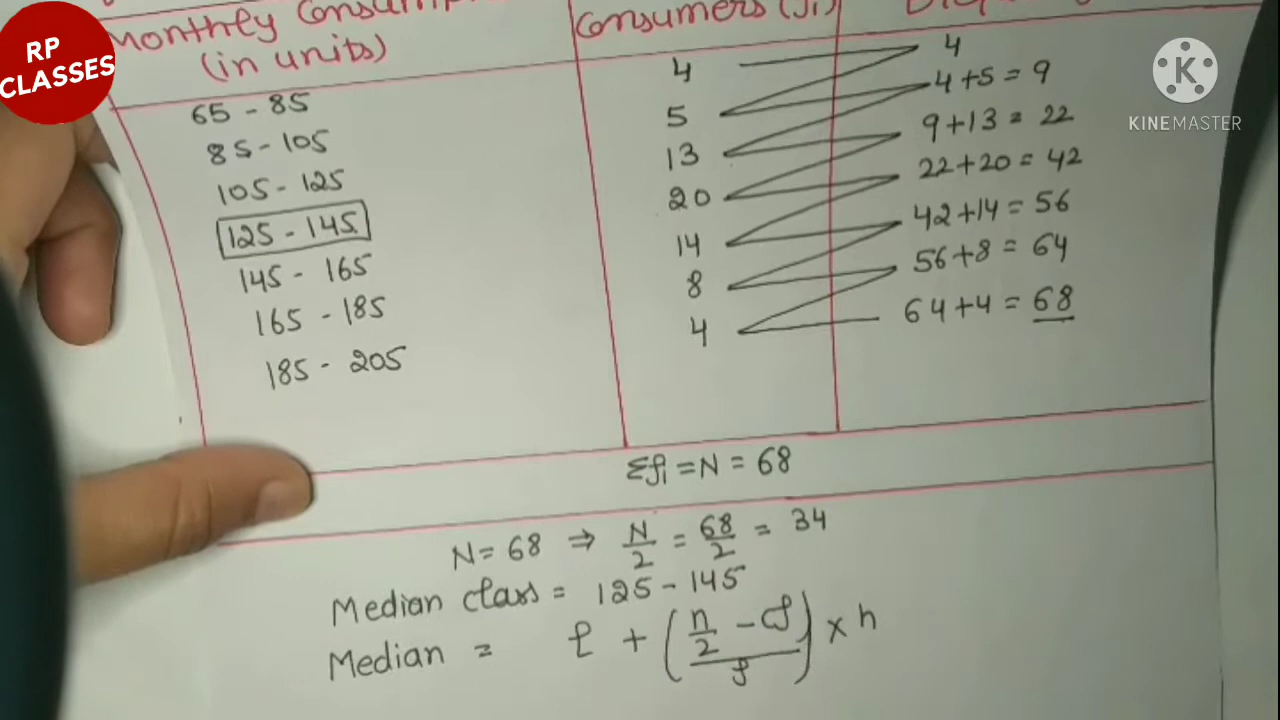 Monthly
Consumers (fi)
(in units)
RP
CLASSES
KINEMASTER
65 - 85 4 4
85 - 105 5 4+5 = 9
105 - 125 13 9+13 = 22
125 - 145 20 22+20 = 42
145 - 165 14 42+14 = 56
165 - 185 8 56+8 = 64
185 - 205 4 64+4 = 68
Σfi = N = 68
N = 68 ⇒ N/2 = 68/2 = 34
Median class = 125 - 145
Median = l + (n/2 - cf / f) × h